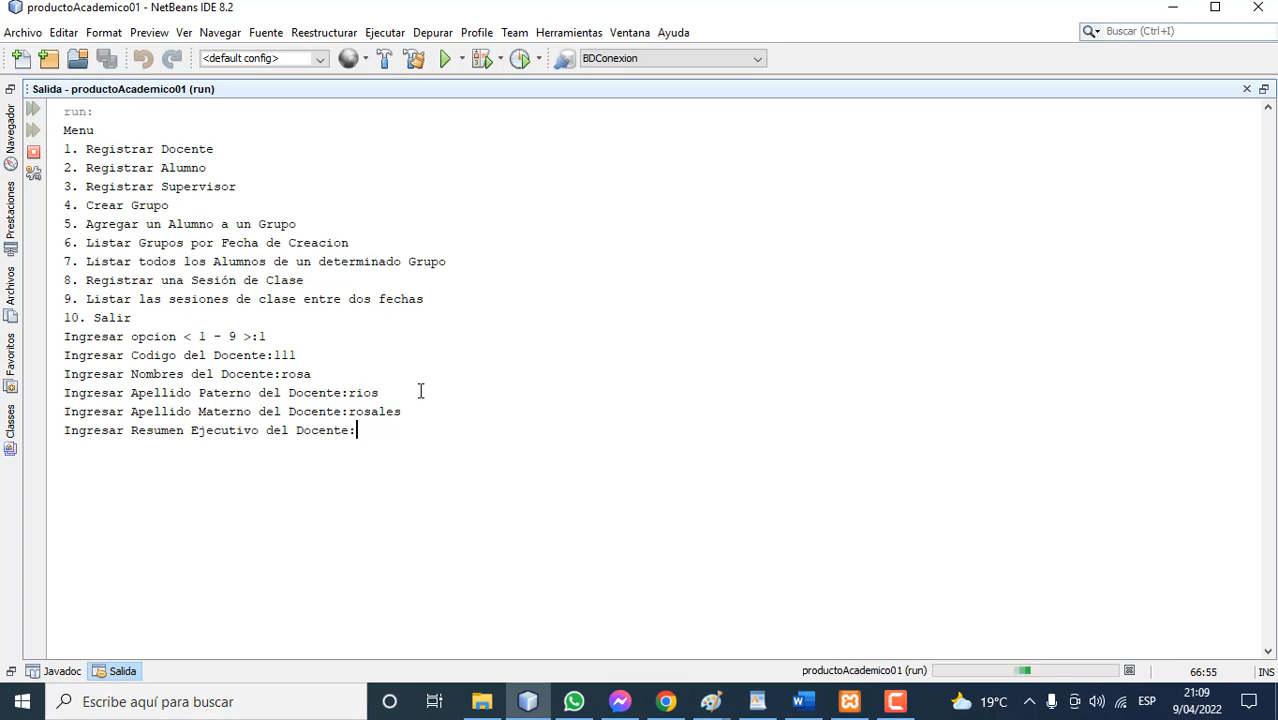 productoAcademico01 - NetBeans IDE 8.2
Archivo Editar Format Preview Ver Navegar Fuente Reestructurar Ejecutar Depurar Profile Team Herramientas Ventana Ayuda
Buscar (Ctrl+I)
<default config>
BDConexion
Salida - productoAcademico01 (run)
Navegador
Prestaciones
Archivos
Favoritos
Classes
run:
Menu
1. Registrar Docente
2. Registrar Alumno
3. Registrar Supervisor
4. Crear Grupo
5. Agregar un Alumno a un Grupo
6. Listar Grupos por Fecha de Creacion
7. Listar todos los Alumnos de un determinado Grupo
8. Registrar una Sesión de Clase
9. Listar las sesiones de clase entre dos fechas
10. Salir
Ingresar opcion < 1 - 9 >:1
Ingresar Codigo del Docente:111
Ingresar Nombres del Docente:rosa
Ingresar Apellido Paterno del Docente:rios
Ingresar Apellido Materno del Docente:rosales
Ingresar Resumen Ejecutivo del Docente:
Javadoc
Salida
productoAcademico01 (run)
66:55
INS
Escribe aquí para buscar
19°C
ESP
21:09
9/04/2022